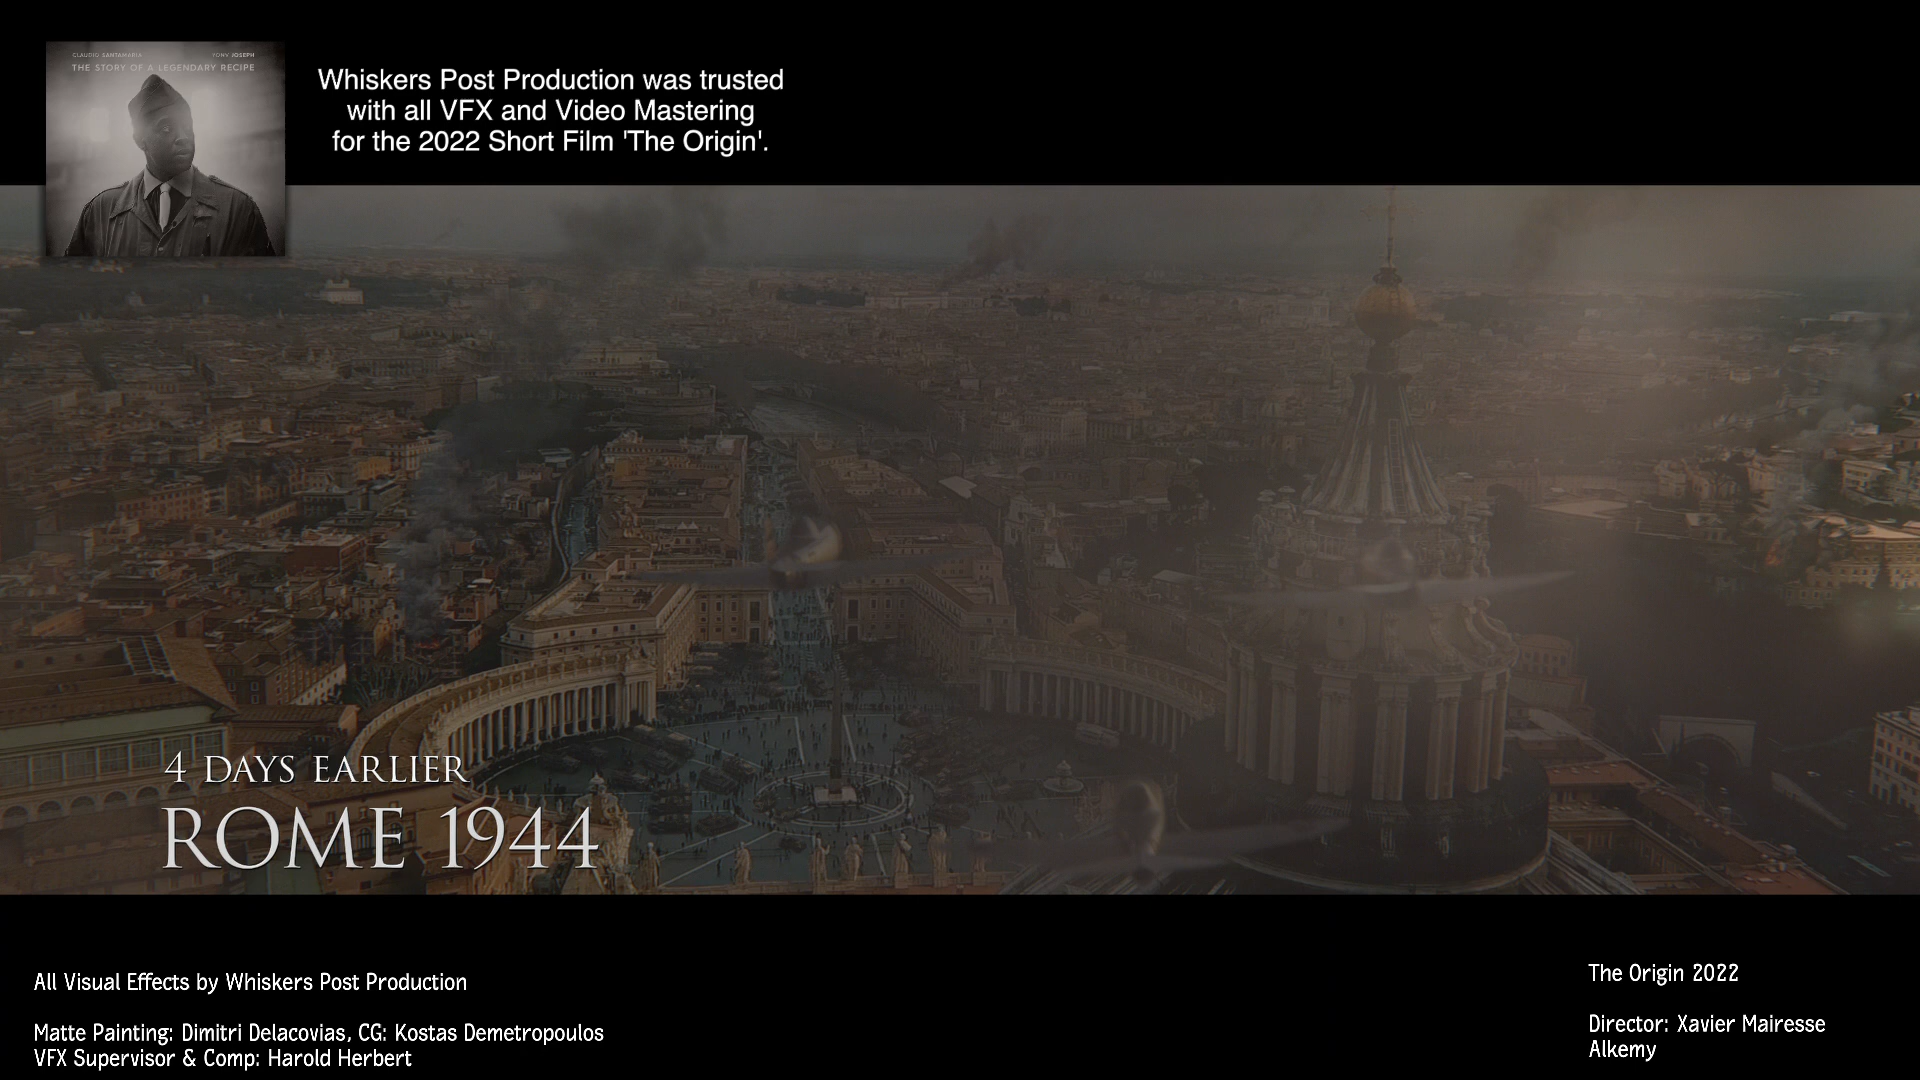 CLAUDIO SANTAMARIA
TONY JOSEPH
THE STORY OF A LEGENDARY RECIPE
Whiskers Post Production was trusted
with all VFX and Video Mastering
for the 2022 Short Film 'The Origin'.
4 DAYS EARLIER
ROME 1944
All Visual Effects by Whiskers Post Production
Matte Painting: Dimitri Delacovias, CG: Kostas Demetropoulos
VFX Supervisor & Comp: Harold Herbert
The Origin 2022
Director: Xavier Mairesse
Alkemy